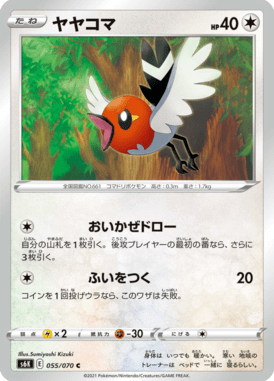 たね ヤヤコマ HP40
全国図鑑NO.661 コマドリポケモン 高さ：0.3m 重さ：1.7kg
おいかぜドロー
自分の山札を1枚引く。後攻プレイヤーの最初の番なら、さらに
3枚引く。
ふいをつく 20
コインを1回投げウラなら、このワザは失敗。
弱点 ×2 抵抗力 -30 にげる
Illus.Sumiyoshi Kizuki
S6K E 055/070 C
身体は いつも 暖かで、寒い 地域の
トレーナーは ベッドで 一緒に 寝るらしい。
©2021 Pokémon/Nintendo/Creatures/GAME FREAK.